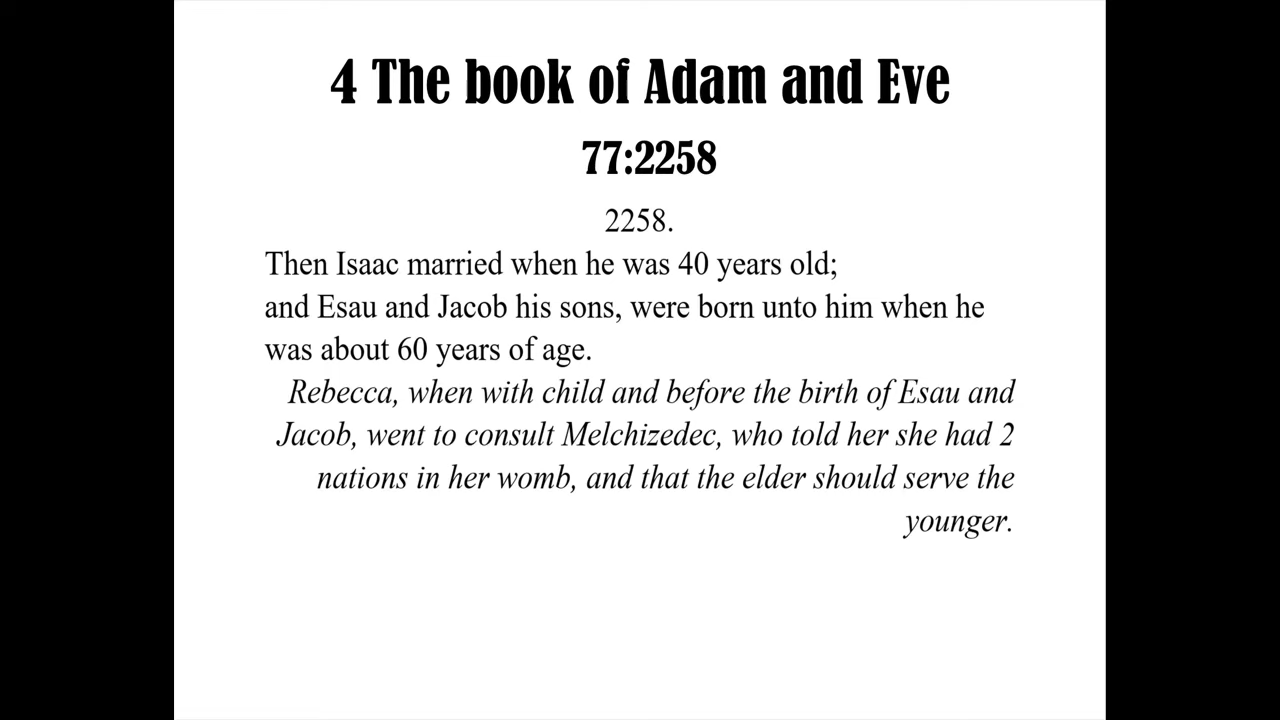 4 The book of Adam and Eve
77:2258
2258.
Then Isaac married when he was 40 years old;
and Esau and Jacob his sons, were born unto him when he
was about 60 years of age.
Rebecca, when with child and before the birth of Esau and
Jacob, went to consult Melchizedec, who told her she had 2
nations in her womb, and that the elder should serve the
younger.